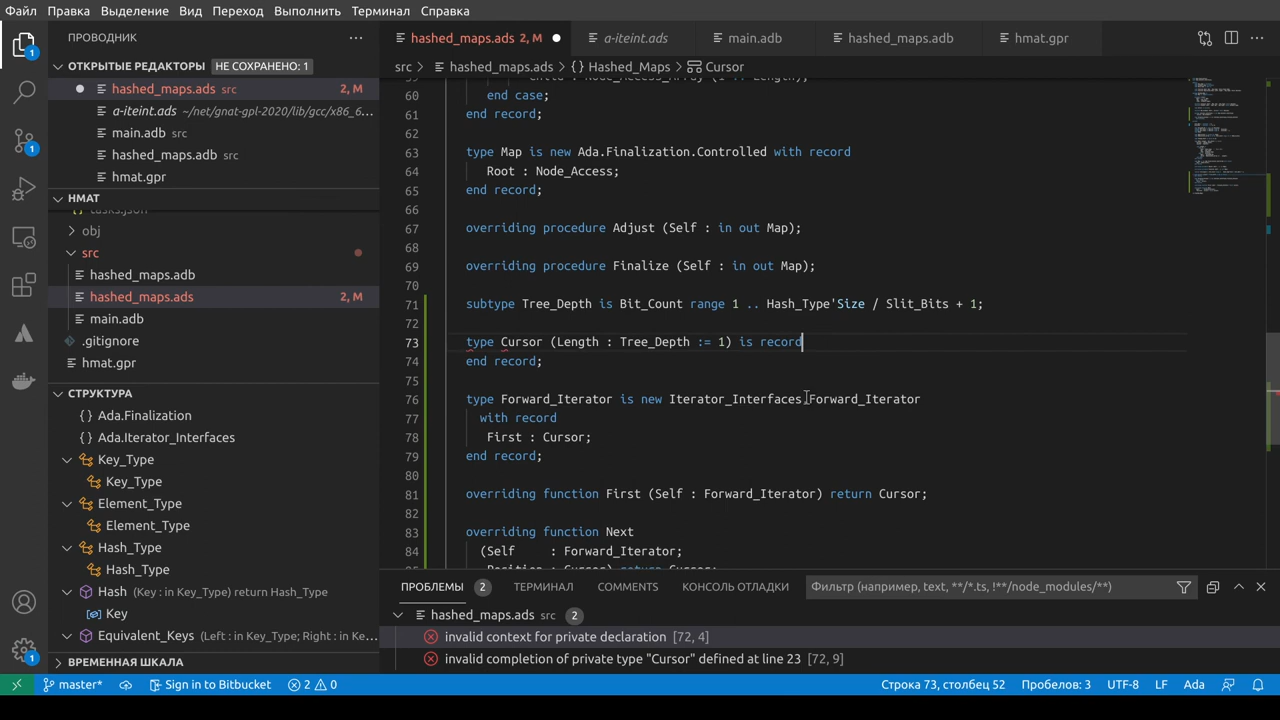 Файл Правка Выделение Вид Переход Выполнить Терминал Справка
ПРОВОДНИК
ОТКРЫТЫЕ РЕДАКТОРЫ НЕ СОХРАНЕНО: 1
hashed_maps.ads src 2, M
a-iteint.ads ~/net/gnat-gpl-2020/lib/gcc/x86_6...
main.adb src
hashed_maps.adb src
hmat.gpr
HMAT
tasks.json
obj
src
hashed_maps.adb
hashed_maps.ads 2, M
main.adb
.gitignore
hmat.gpr
СТРУКТУРА
Ada.Finalization
Ada.Iterator_Interfaces
Key_Type
Key_Type
Element_Type
Element_Type
Hash_Type
Hash_Type
Hash (Key : in Key_Type) return Hash_Type
Key
Equivalent_Keys (Left : in Key_Type; Right : in Ke...
ВРЕМЕННАЯ ШКАЛА
hashed_maps.ads 2, M a-iteint.ads main.adb hashed_maps.adb hmat.gpr
src > hashed_maps.ads > {} Hashed_Maps > Cursor
59 Child : Node_Access_Array (1 .. Length);
60 end case;
61 end record;
62
63 type Map is new Ada.Finalization.Controlled with record
64 Root : Node_Access;
65 end record;
66
67 overriding procedure Adjust (Self : in out Map);
68
69 overriding procedure Finalize (Self : in out Map);
70
71 subtype Tree_Depth is Bit_Count range 1 .. Hash_Type'Size / Slit_Bits + 1;
72
73 type Cursor (Length : Tree_Depth := 1) is record
74 end record;
75
76 type Forward_Iterator is new Iterator_Interfaces.Forward_Iterator
77 with record
78 First : Cursor;
79 end record;
80
81 overriding function First (Self : Forward_Iterator) return Cursor;
82
83 overriding function Next
84 (Self : Forward_Iterator;
85 Position : Cursor) return Cursor;
ПРОБЛЕМЫ 2 ТЕРМИНАЛ COMMENTS КОНСОЛЬ ОТЛАДКИ Фильтр (например, text, **/*.ts, !**/node_modules/**)
hashed_maps.ads src 2
invalid context for private declaration [72, 4]
invalid completion of private type "Cursor" defined at line 23 [72, 9]
master* Sign in to Bitbucket 2 0 Строка 73, столбец 52 Пробелов: 3 UTF-8 LF Ada